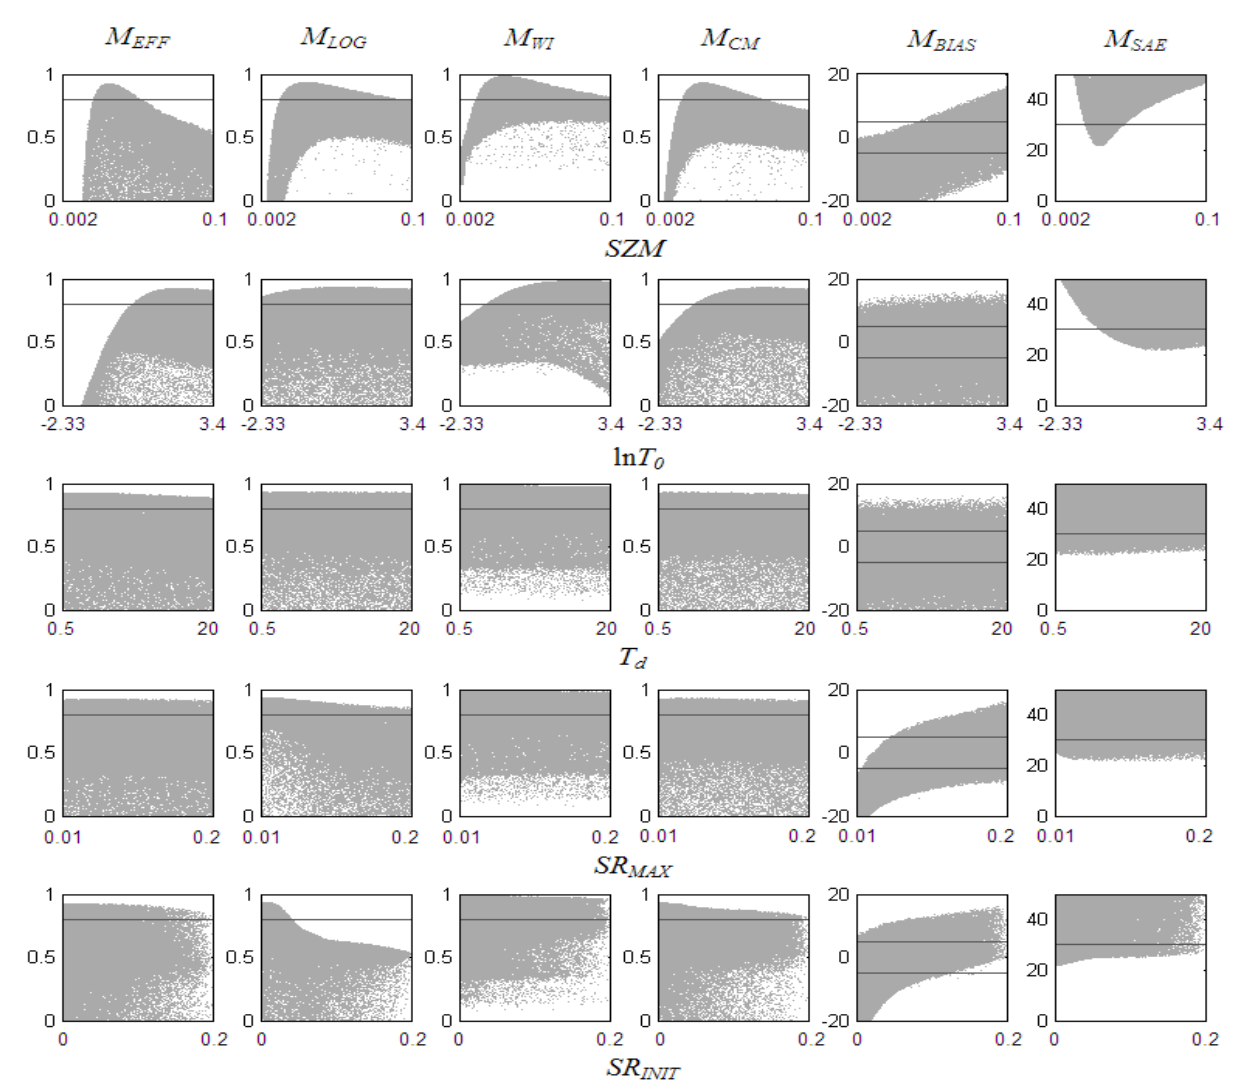 M_EFF M_LOG M_WI M_CM M_BIAS M_SAE
1 1 1 1 20 40
0.5 0.5 0.5 0.5 0 20
0 0 0 0 -20 0
0.002 0.1 0.002 0.1 0.002 0.1 0.002 0.1 0.002 0.1 0.002 0.1
SZM
1 1 1 1 20 40
0.5 0.5 0.5 0.5 0 20
0 0 0 0 -20 0
-2.33 3.4 -2.33 3.4 -2.33 3.4 -2.33 3.4 -2.33 3.4 -2.33 3.4
lnT_0
1 1 1 1 20 40
0.5 0.5 0.5 0.5 0 20
0 0 0 0 -20 0
0.5 20 0.5 20 0.5 20 0.5 20 0.5 20 0.5 20
T_d
1 1 1 1 20 40
0.5 0.5 0.5 0.5 0 20
0 0 0 0 -20 0
0.01 0.2 0.01 0.2 0.01 0.2 0.01 0.2 0.01 0.2 0.01 0.2
SR_MAX
1 1 1 1 20 40
0.5 0.5 0.5 0.5 0 20
0 0 0 0 -20 0
0 0.2 0 0.2 0 0.2 0 0.2 0 0.2 0 0.2
SR_INIT